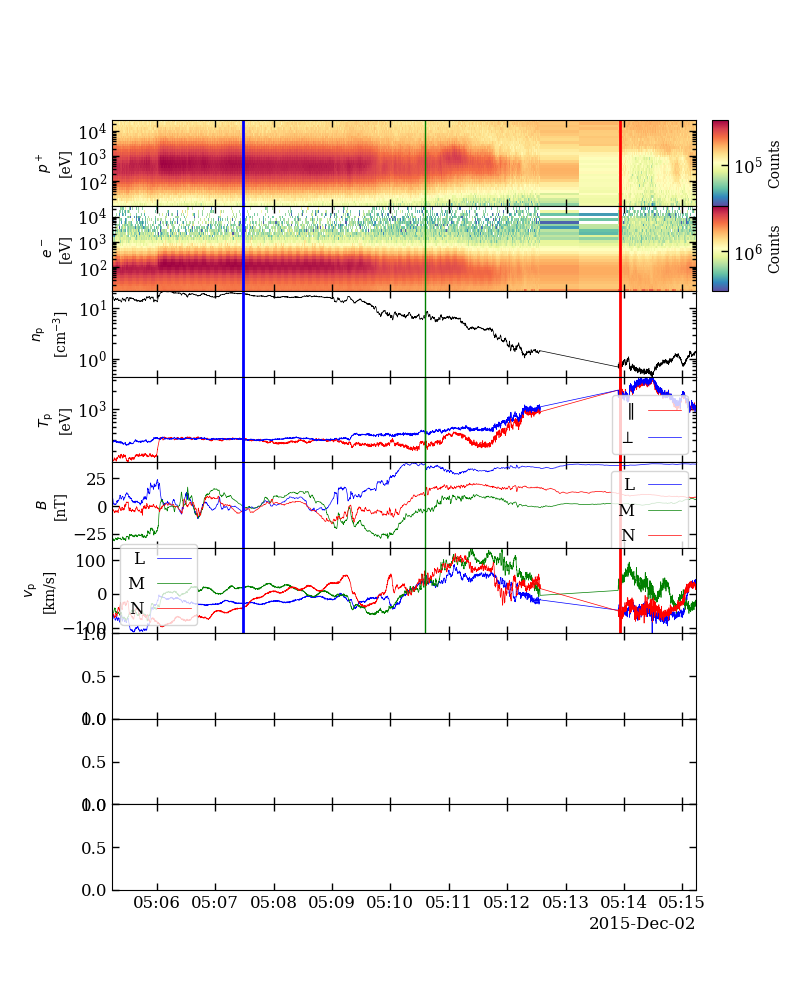 10⁴
10³
10²
p⁺
[eV]
10⁵
Counts
10⁴
10³
10²
e⁻
[eV]
10⁶
Counts
10¹
10⁰
nₚ
[cm⁻³]
10³
Tₚ
[eV]
∥
⊥
25
0
−25
B
[nT]
L
M
N
100
0
−100
vₚ
[km/s]
L
M
N
1.0
0.5
0.0
1.0
0.5
0.0
1.0
0.5
0.0
05:06 05:07 05:08 05:09 05:10 05:11 05:12 05:13 05:14 05:15
2015-Dec-02